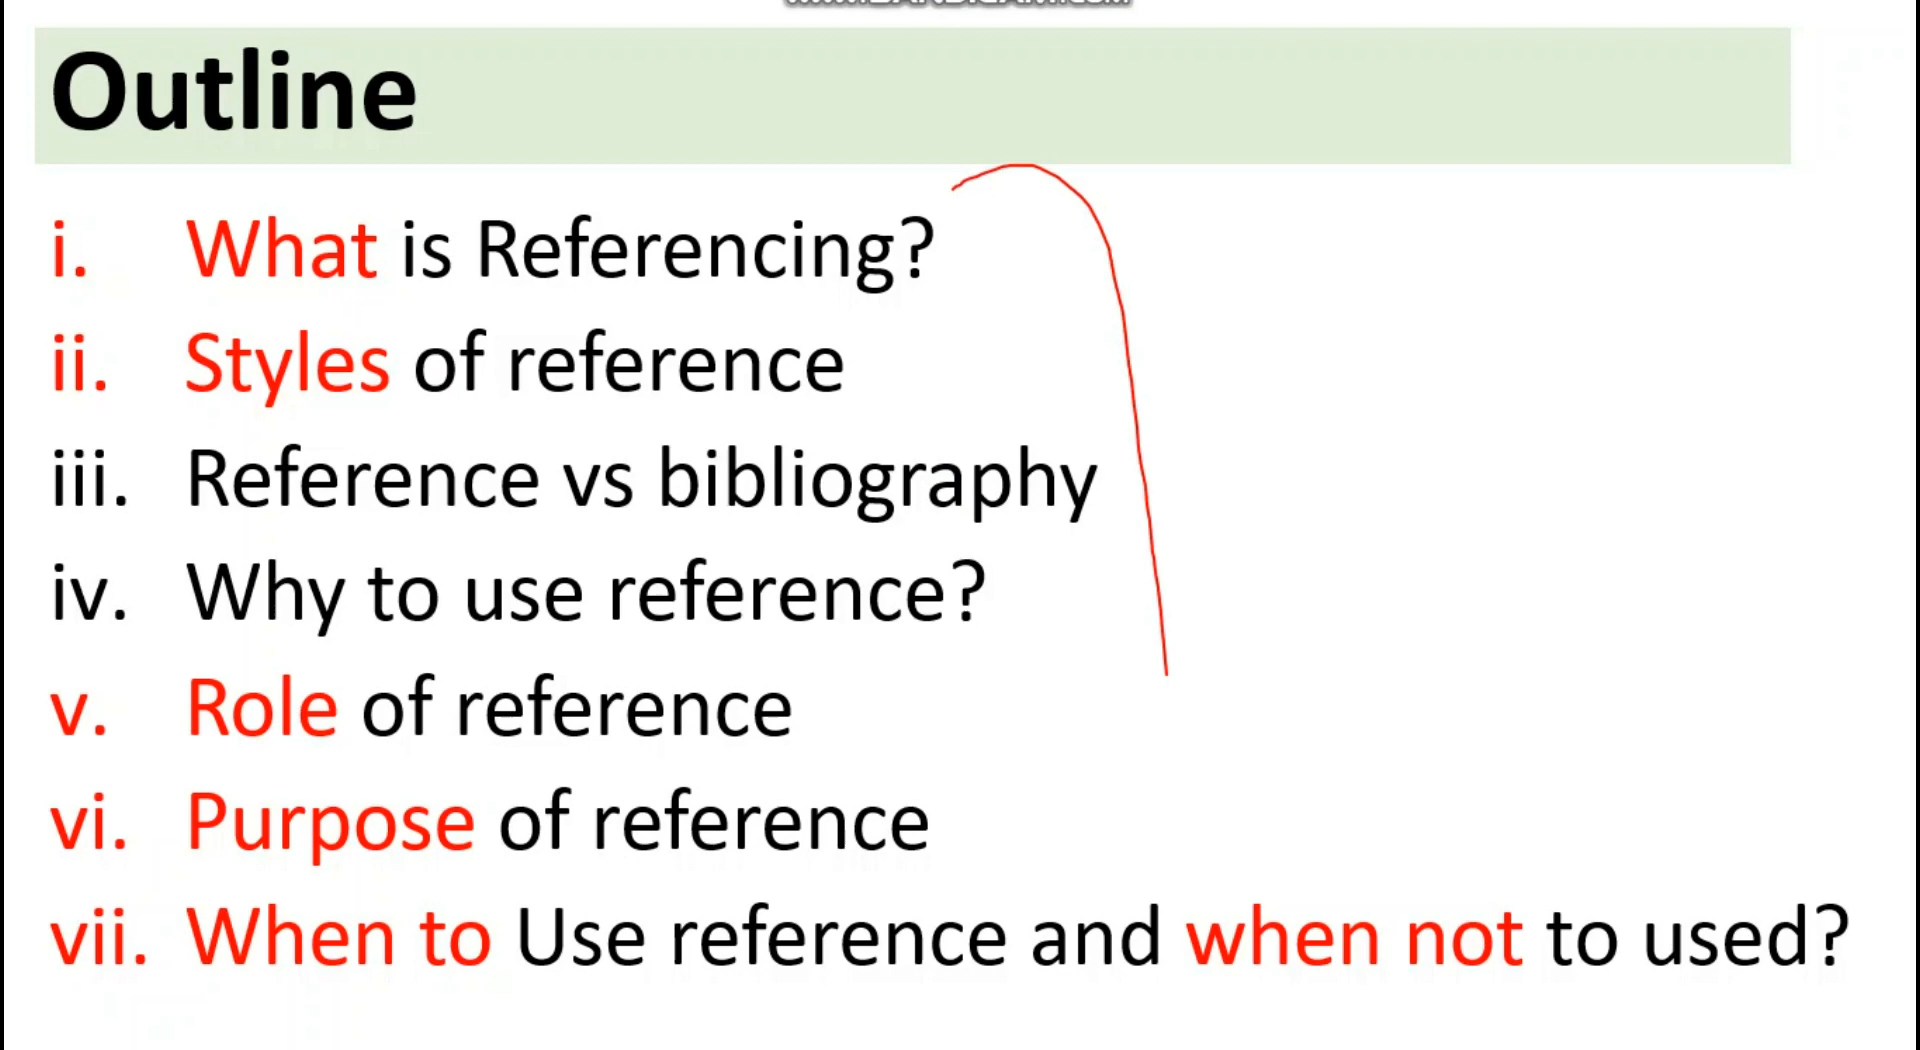 Outline
i. What is Referencing?
ii. Styles of reference
iii. Reference vs bibliography
iv. Why to use reference?
v. Role of reference
vi. Purpose of reference
vii. When to Use reference and when not to used?